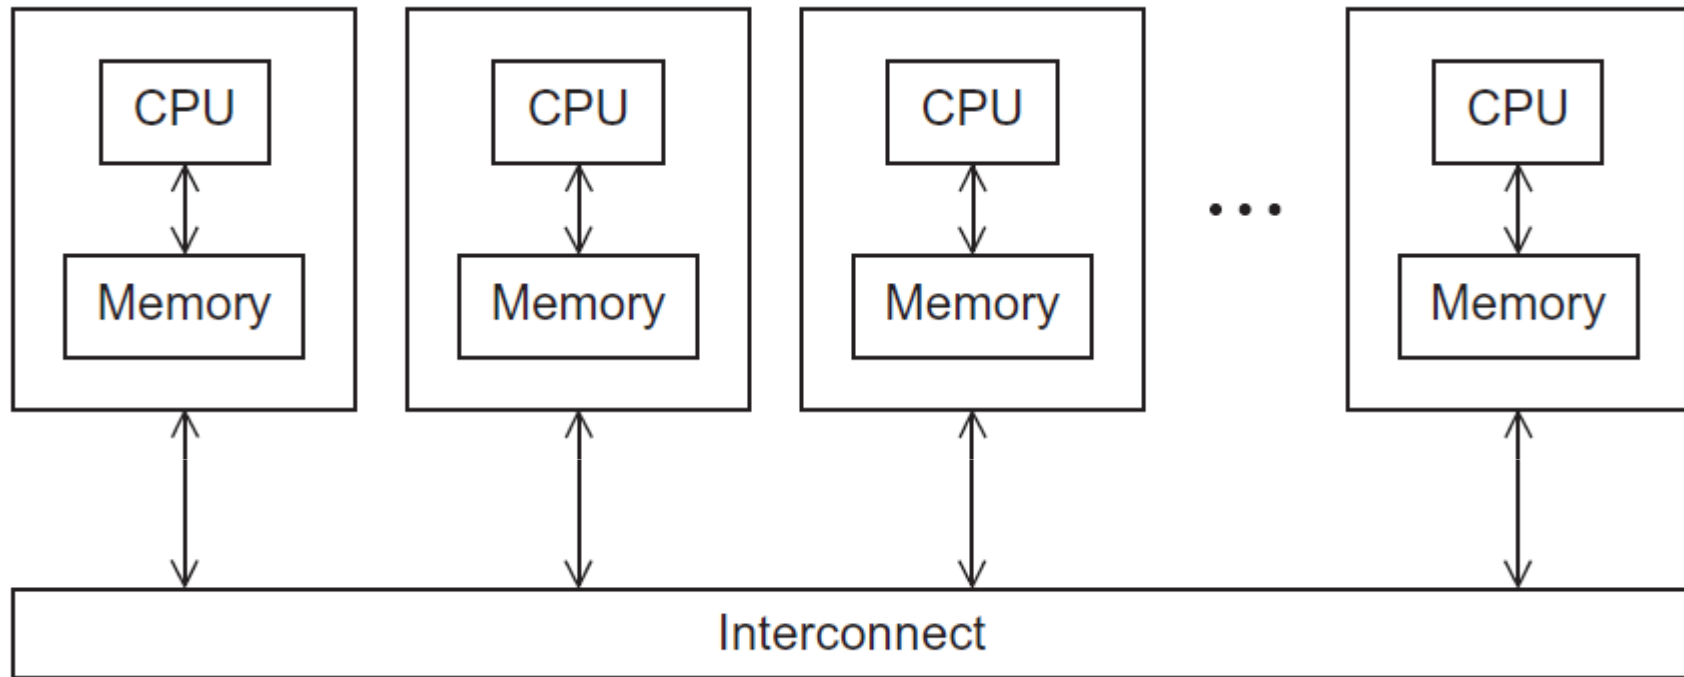 CPU CPU CPU CPU
Memory Memory Memory ... Memory
Interconnect